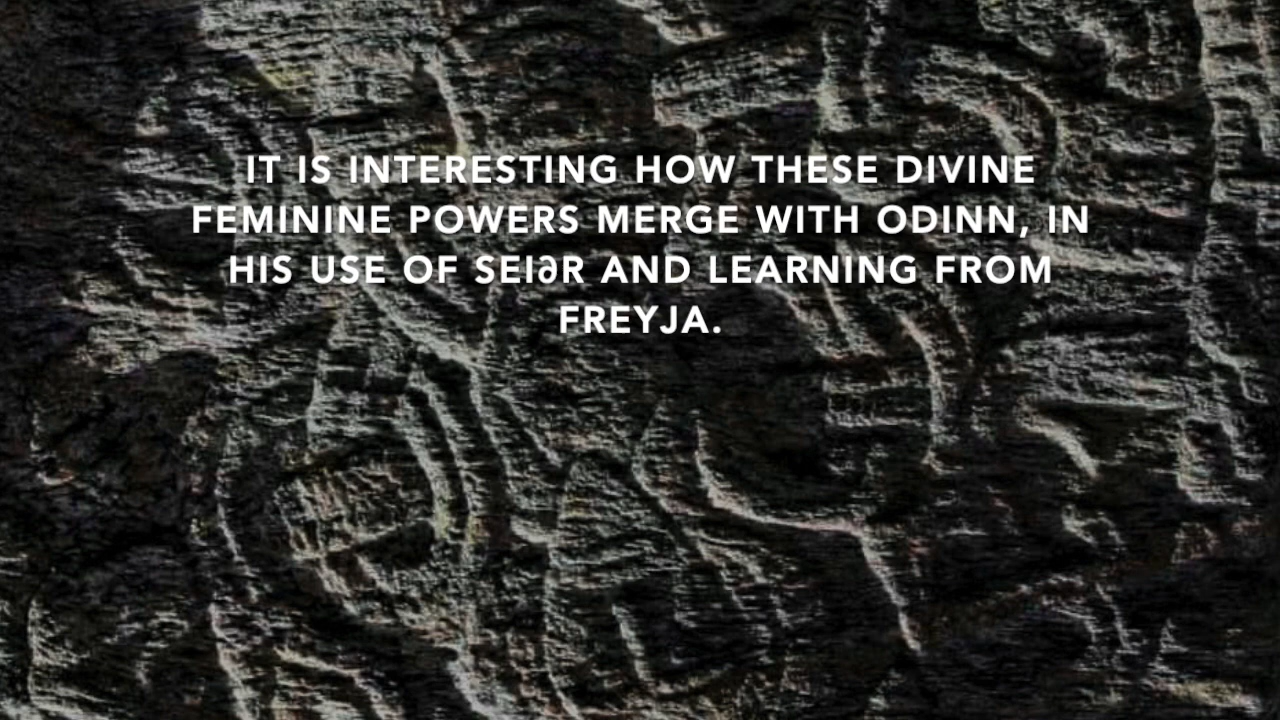 IT IS INTERESTING HOW THESE DIVINE
FEMININE POWERS MERGE WITH ODINN, IN
HIS USE OF SEI∂R AND LEARNING FROM
FREYJA.